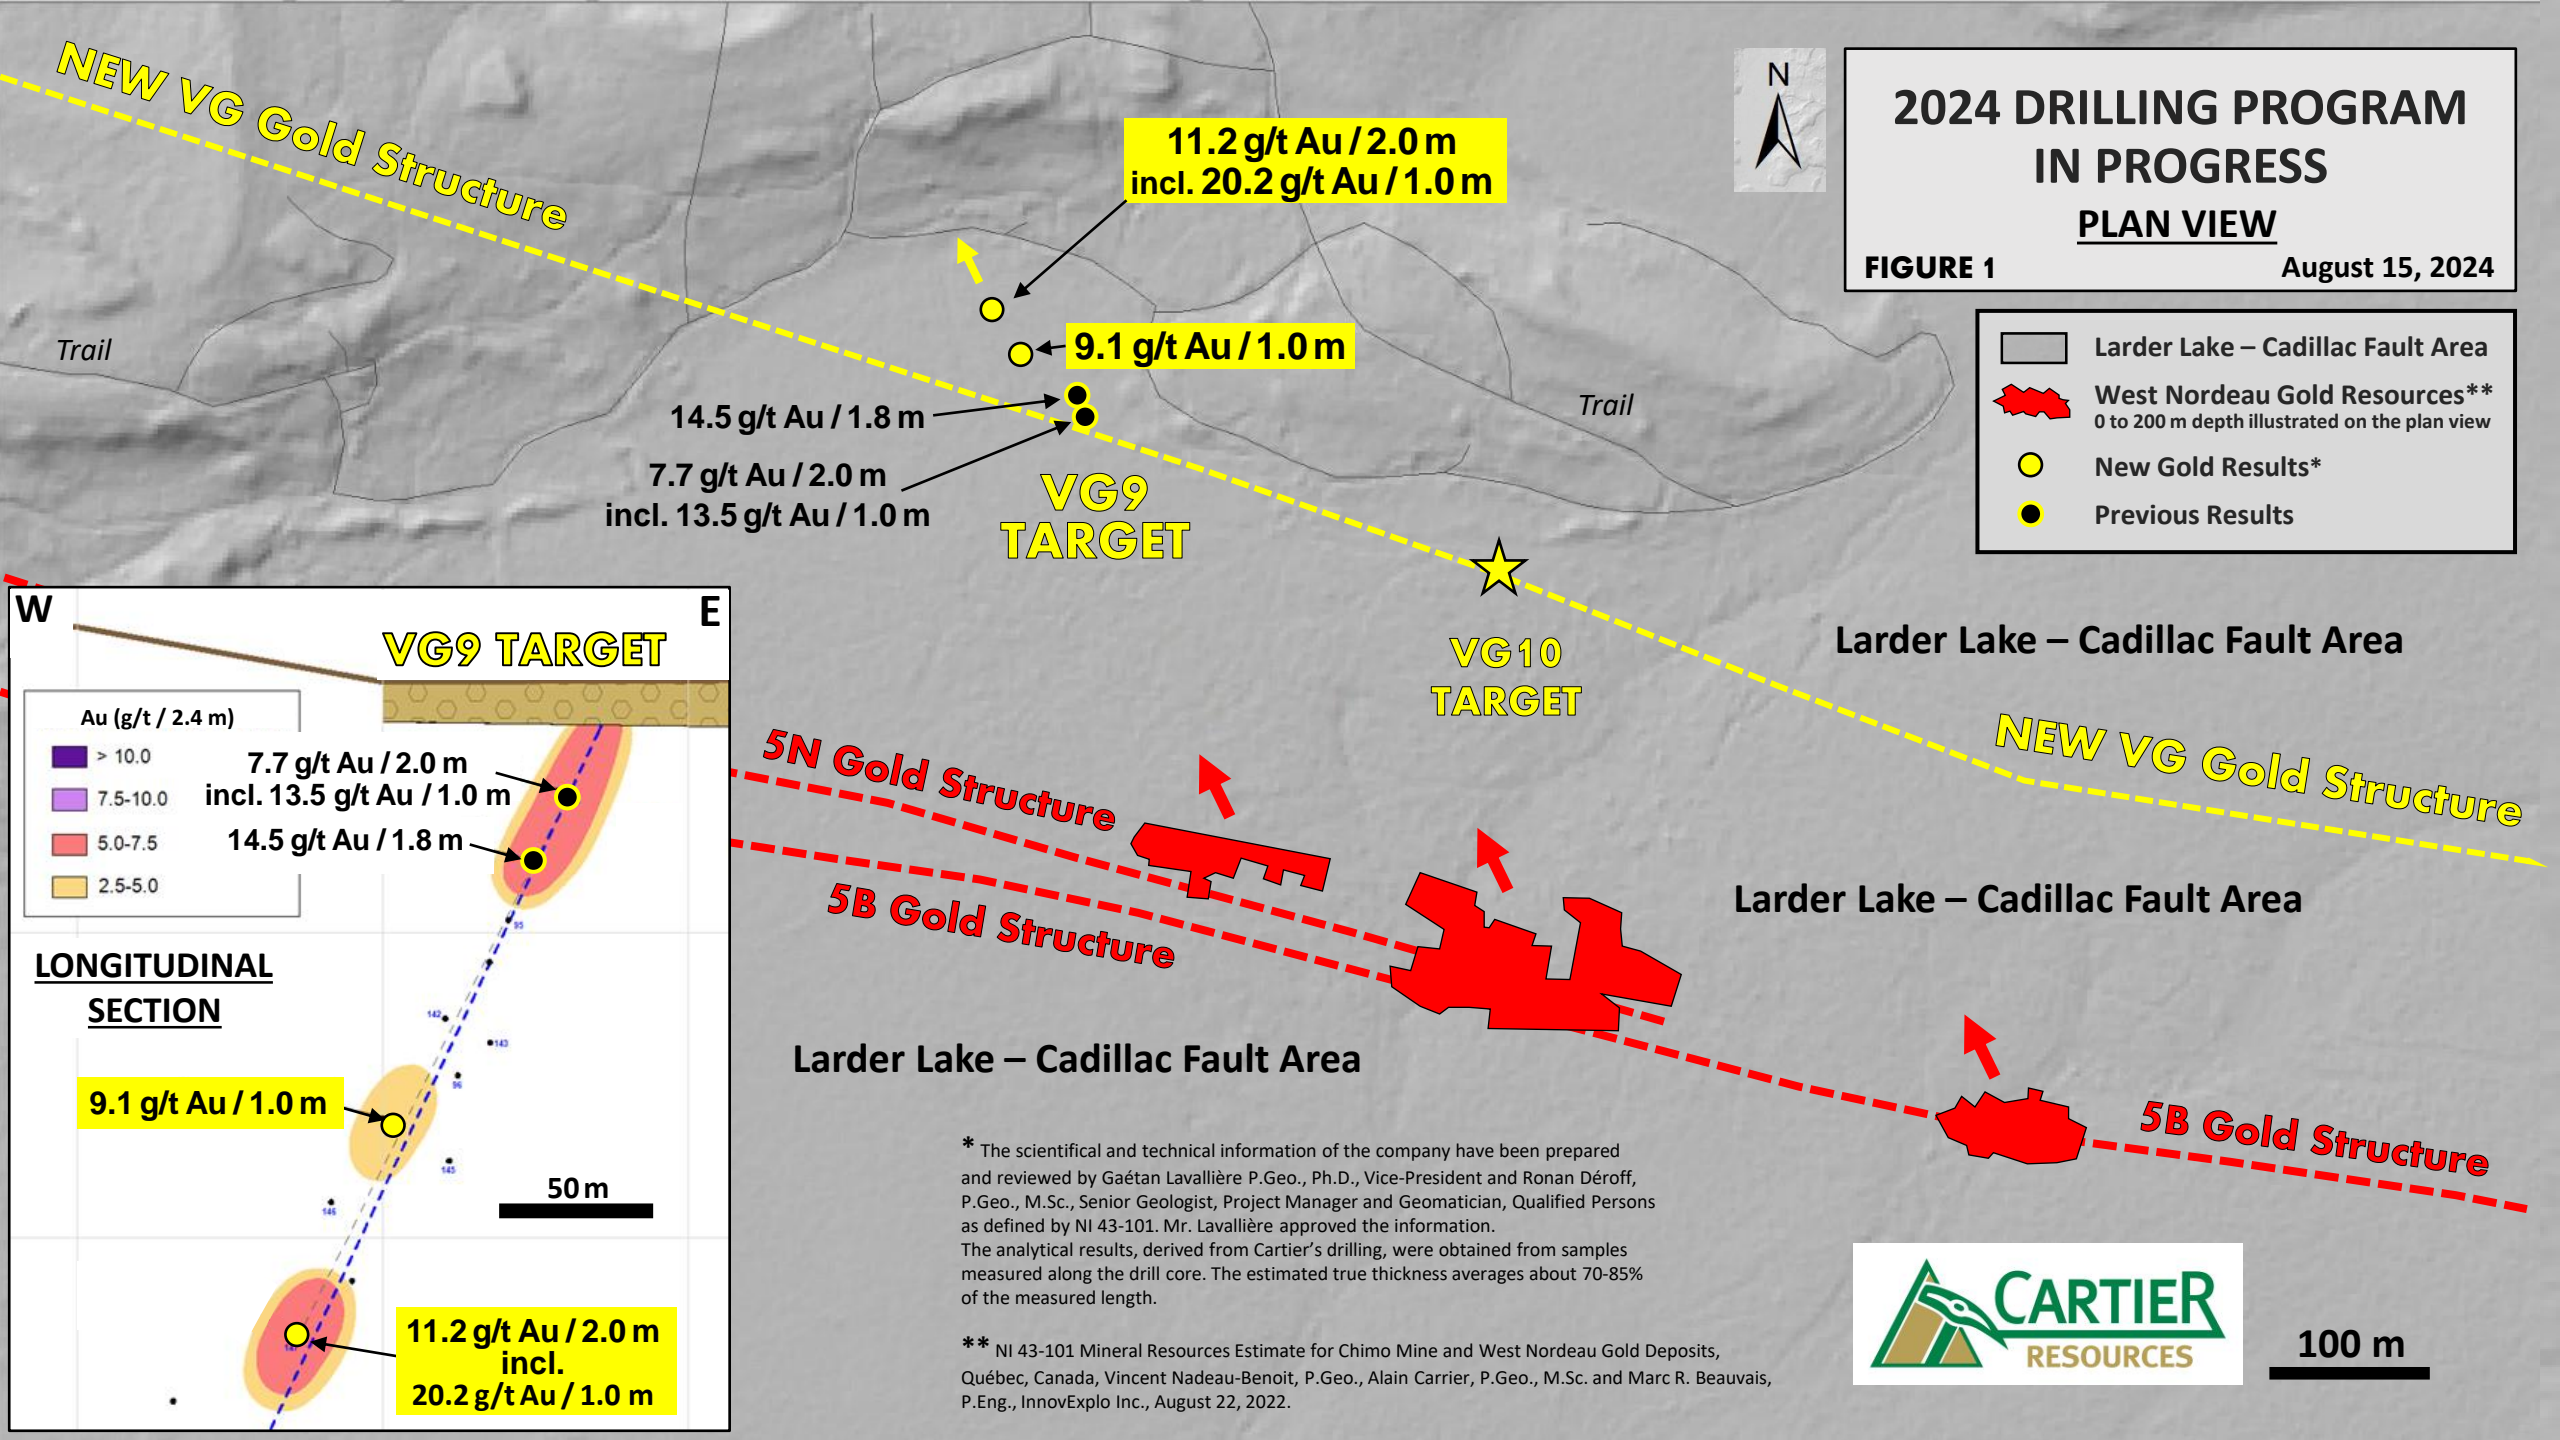 NEW VG Gold Structure
11.2 g/t Au / 2.0 m
incl. 20.2 g/t Au / 1.0 m
N
2024 DRILLING PROGRAM
IN PROGRESS
PLAN VIEW
FIGURE 1
August 15, 2024
Trail
9.1 g/t Au / 1.0 m
14.5 g/t Au / 1.8 m
7.7 g/t Au / 2.0 m
incl. 13.5 g/t Au / 1.0 m
VG9
TARGET
Trail
Larder Lake – Cadillac Fault Area
West Nordeau Gold Resources**
0 to 200 m depth illustrated on the plan view
New Gold Results*
Previous Results
VG10
TARGET
Larder Lake – Cadillac Fault Area
NEW VG Gold Structure
5N Gold Structure
5B Gold Structure
Larder Lake – Cadillac Fault Area
Larder Lake – Cadillac Fault Area
5B Gold Structure
W
E
VG9 TARGET
Au (g/t / 2.4 m)
> 10.0
7.5-10.0
5.0-7.5
2.5-5.0
7.7 g/t Au / 2.0 m
incl. 13.5 g/t Au / 1.0 m
14.5 g/t Au / 1.8 m
95
LONGITUDINAL
SECTION
142
143
96
9.1 g/t Au / 1.0 m
145
50 m
146
147
11.2 g/t Au / 2.0 m
incl.
20.2 g/t Au / 1.0 m
* The scientifical and technical information of the company have been prepared
and reviewed by Gaétan Lavallière P.Geo., Ph.D., Vice-President and Ronan Déroff,
P.Geo., M.Sc., Senior Geologist, Project Manager and Geomatician, Qualified Persons
as defined by NI 43-101. Mr. Lavallière approved the information.
The analytical results, derived from Cartier's drilling, were obtained from samples
measured along the drill core. The estimated true thickness averages about 70-85%
of the measured length.
** NI 43-101 Mineral Resources Estimate for Chimo Mine and West Nordeau Gold Deposits,
Québec, Canada, Vincent Nadeau-Benoit, P.Geo., Alain Carrier, P.Geo., M.Sc. and Marc R. Beauvais,
P.Eng., InnovExplo Inc., August 22, 2022.
CARTIER
RESOURCES
100 m